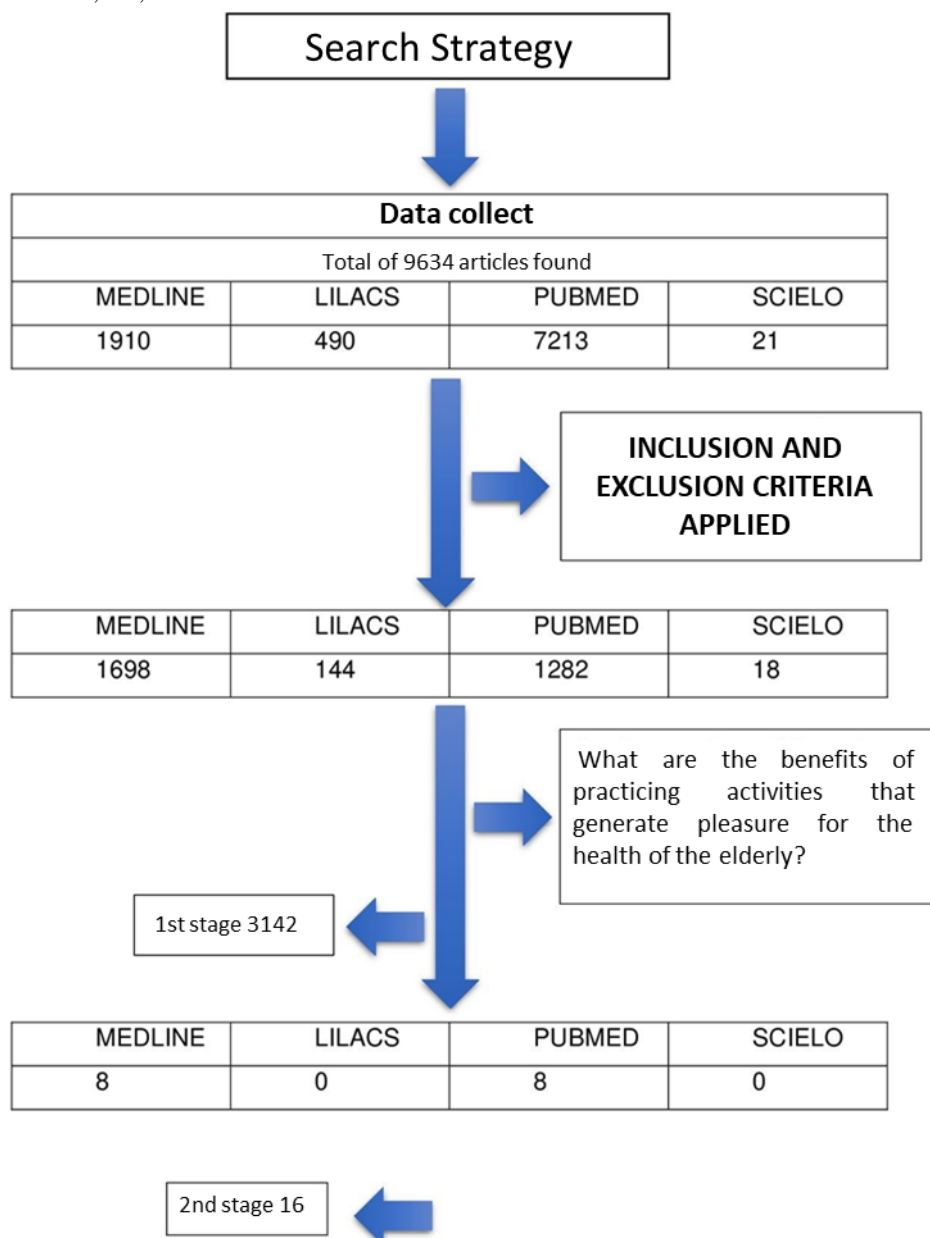 Search Strategy
Data collect
Total of 9634 articles found
MEDLINE LILACS PUBMED SCIELO
1910 490 7213 21
INCLUSION AND
EXCLUSION CRITERIA
APPLIED
MEDLINE LILACS PUBMED SCIELO
1698 144 1282 18
What are the benefits of
practicing activities that
generate pleasure for the
health of the elderly?
1st stage 3142
MEDLINE LILACS PUBMED SCIELO
8 0 8 0
2nd stage 16